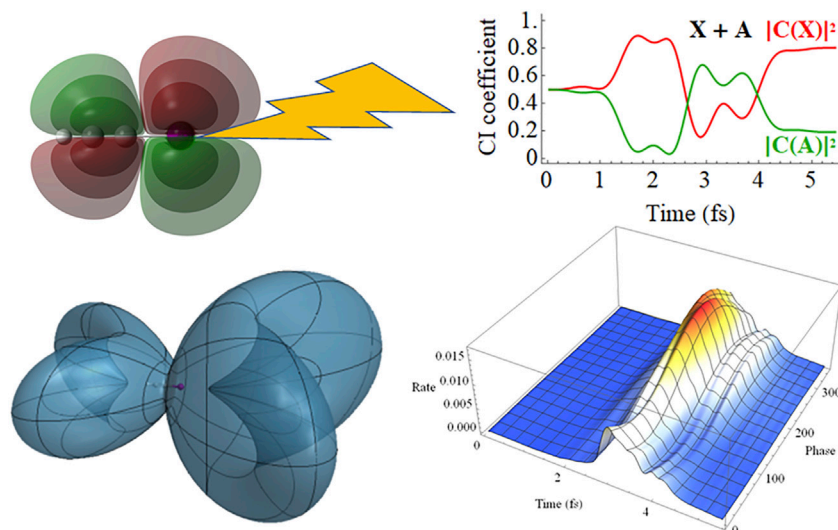 X + A
|C(X)|²
CI coefficient
1.
0.8
0.6
0.4
0.2
0
|C(A)|²
0 1 2 3 4 5
Time (fs)
0.015
0.010
0.005
0.000
Rate
0
2
4
Time (fs)
300
200
100
0
Phase